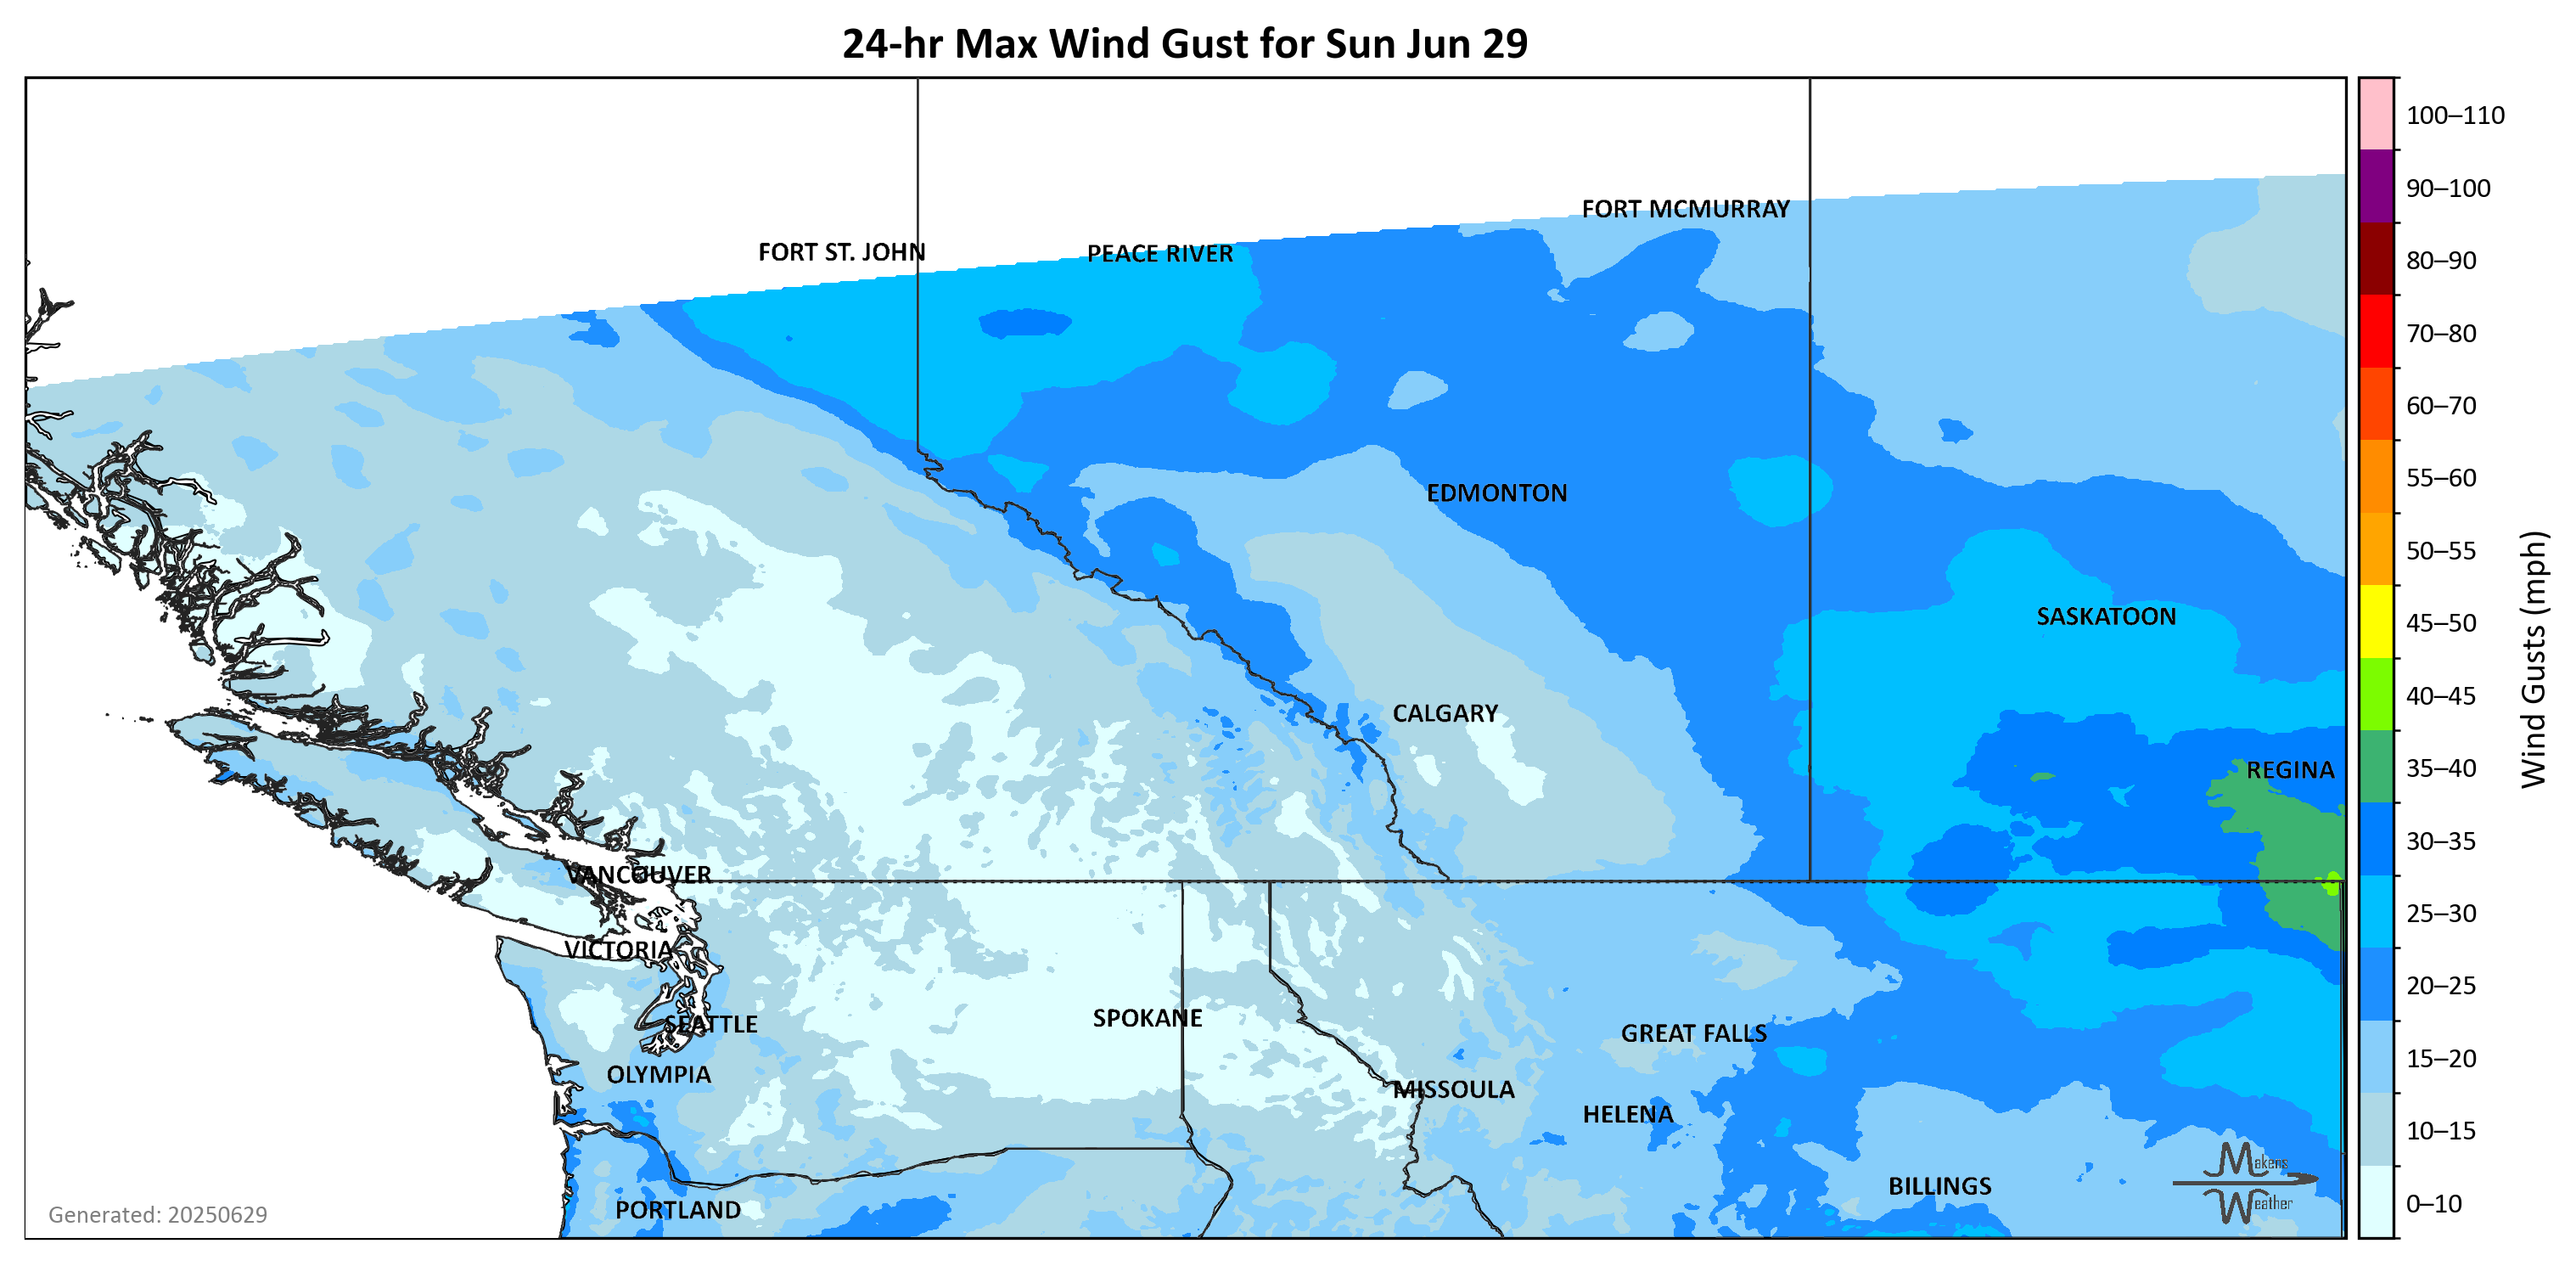 24-hr Max Wind Gust for Sun Jun 29
100–110
FORT MCMURRAY
90–100
FORT ST. JOHN
PEACE RIVER
80–90
70–80
60–70
55–60
EDMONTON
50–55
SASKATOON
45–50
40–45
CALGARY
REGINA
35–40
Wind Gusts (mph)
30–35
VANCOUVER
25–30
VICTORIA
20–25
SPOKANE
SEATTLE
GREAT FALLS
15–20
OLYMPIA
MISSOULA
HELENA
10–15
Makens
Weather
BILLINGS
0–10
PORTLAND
Generated: 20250629